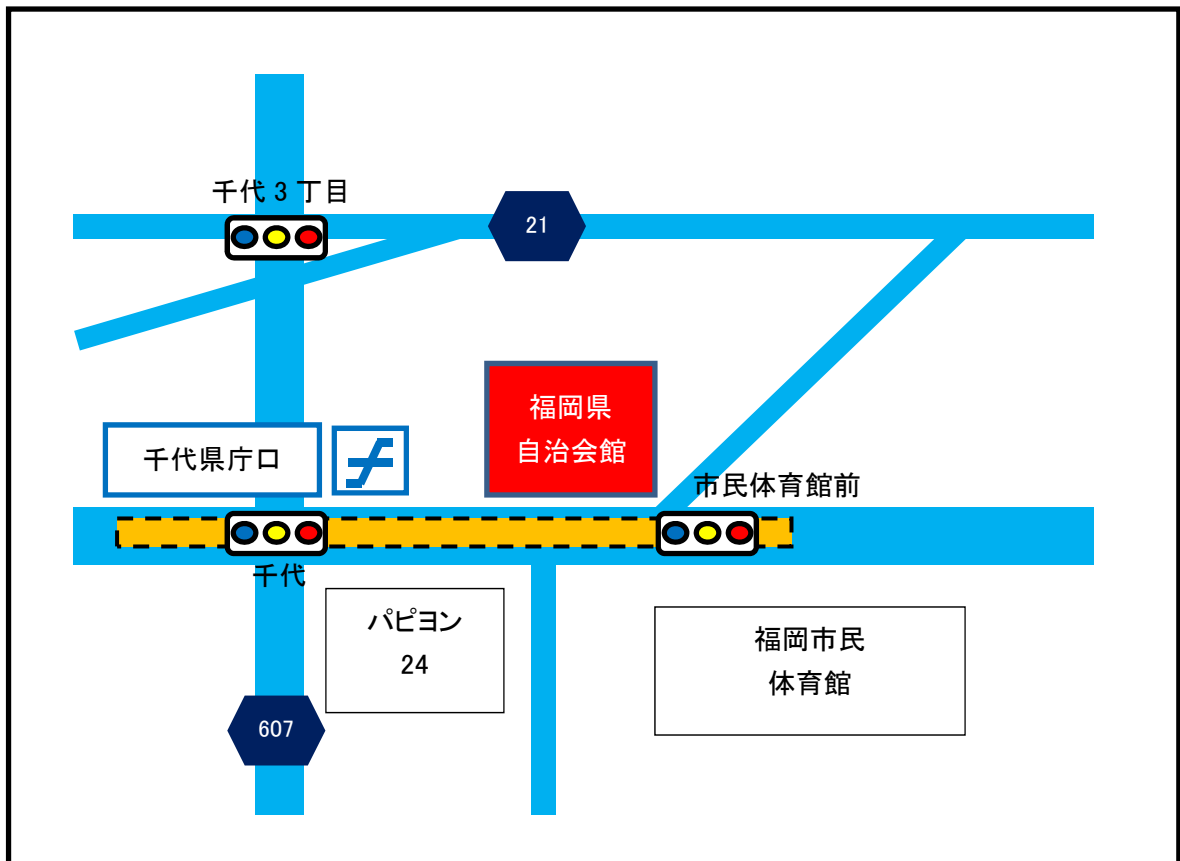 千代 3 丁目
21
福岡県
自治会館
千代県庁口
市民体育館前
千代
パピヨン
24
福岡市民
体育館
607